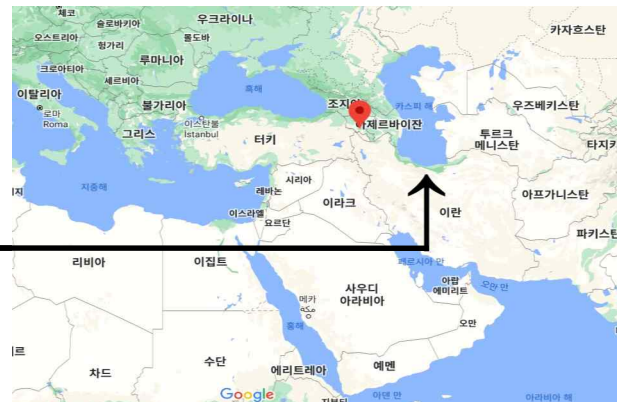 체코
슬로바키아
우크라이나
카자흐스탄
오스트리아
헝가리
몰도바
크로아티아
루마니아
세르비아
이탈리아
흑해
조지아
카스피 해
우즈베키스탄
로마
Roma
불가리아
이스탄불
Istanbul
아제르바이잔
그리스
터키
투르크
메니스탄
타지키
지중해
시리아
레바논
이라크
이란
아프가니스탄
지
이스라엘
요르단
파키스탄
리비아
이집트
페르시아 만
사우디
아라비아
아랍
에미리트
오만 만
메카
مكة
홍해
오만
르
차드
수단
에리트레아
예멘
Google
지부티
아덴 만
아라비아 해